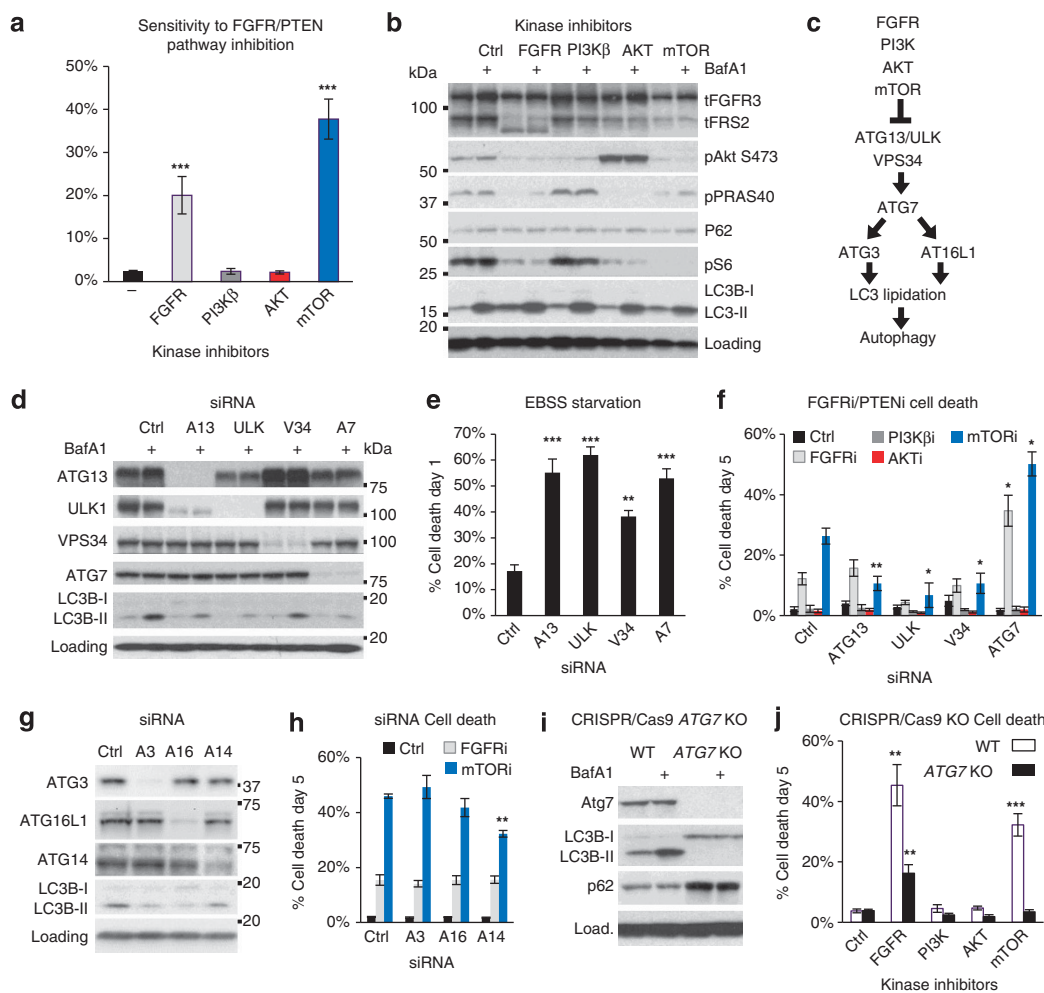 a
Sensitivity to FGFR/PTEN
pathway inhibition
50%
40%
30%
20%
10%
0%
***
***
–
FGFR
PI3Kβ
AKT
mTOR
Kinase inhibitors
b
Kinase inhibitors
Ctrl FGFR PI3Kβ AKT mTOR
kDa + + + + + BafA1
100
50
37
50
25
15
20
tFGFR3
tFRS2
pAkt S473
pPRAS40
P62
pS6
LC3B-I
LC3-II
Loading
c
FGFR
PI3K
AKT
mTOR
ATG13/ULK
VPS34
ATG7
ATG3 AT16L1
LC3 lipidation
Autophagy
d
siRNA
Ctrl A13 ULK V34 A7
BafA1 + + + + + kDa
ATG13
75
ULK1
100
VPS34
100
ATG7
75
LC3B-I
20
LC3B-II
20
Loading
e
EBSS starvation
% Cell death day 1
70%
60%
50%
40%
30%
20%
10%
0%
***
***
**
***
Ctrl
A13
ULK
V34
A7
siRNA
f
FGFRi/PTENi cell death
Ctrl PI3Kβi mTORi
FGFRi AKTi
% Cell death day 5
60%
40%
20%
0%
**
*
*
*
*
Ctrl
ATG13
ULK
V34
ATG7
siRNA
g
siRNA
Ctrl A3 A16 A14
ATG3
37
75
ATG16L1
75
ATG14
LC3B-I
20
LC3B-II
20
Loading
h
siRNA Cell death
Ctrl FGFRi
mTORi
% Cell death day 5
60%
40%
20%
0%
**
Ctrl A3 A16 A14
siRNA
i
CRISPR/Cas9 ATG7 KO
WT ATG7 KO
BafA1 + +
Atg7
LC3B-I
LC3B-II
p62
Load.
j
CRISPR/Cas9 KO Cell death
WT
ATG7 KO
% Cell death day 5
60%
40%
20%
0%
**
**
***
Ctrl
FGFR
PI3K
AKT
mTOR
Kinase inhibitors